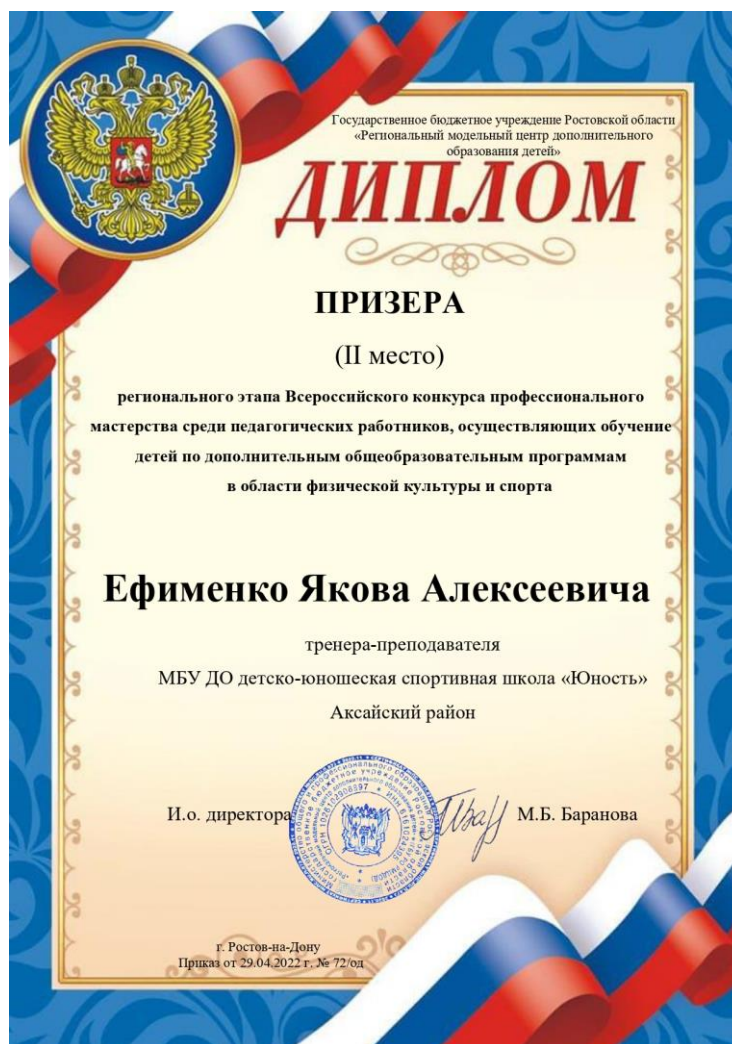 Государственное бюджетное учреждение Ростовской области
«Региональный модельный центр дополнительного
образования детей»
ДИПЛОМ
ПРИЗЕРА
(II место)
регионального этапа Всероссийского конкурса профессионального
мастерства среди педагогических работников, осуществляющих обучение
детей по дополнительным общеобразовательным программам
в области физической культуры и спорта
Ефименко Якова Алексеевича
тренера-преподавателя
МБУ ДО детско-юношеская спортивная школа «Юность»
Аксайский район
И.о. директора
М.Б. Баранова
г. Ростов-на-Дону
Приказ от 29.04.2022 г. № 72/од